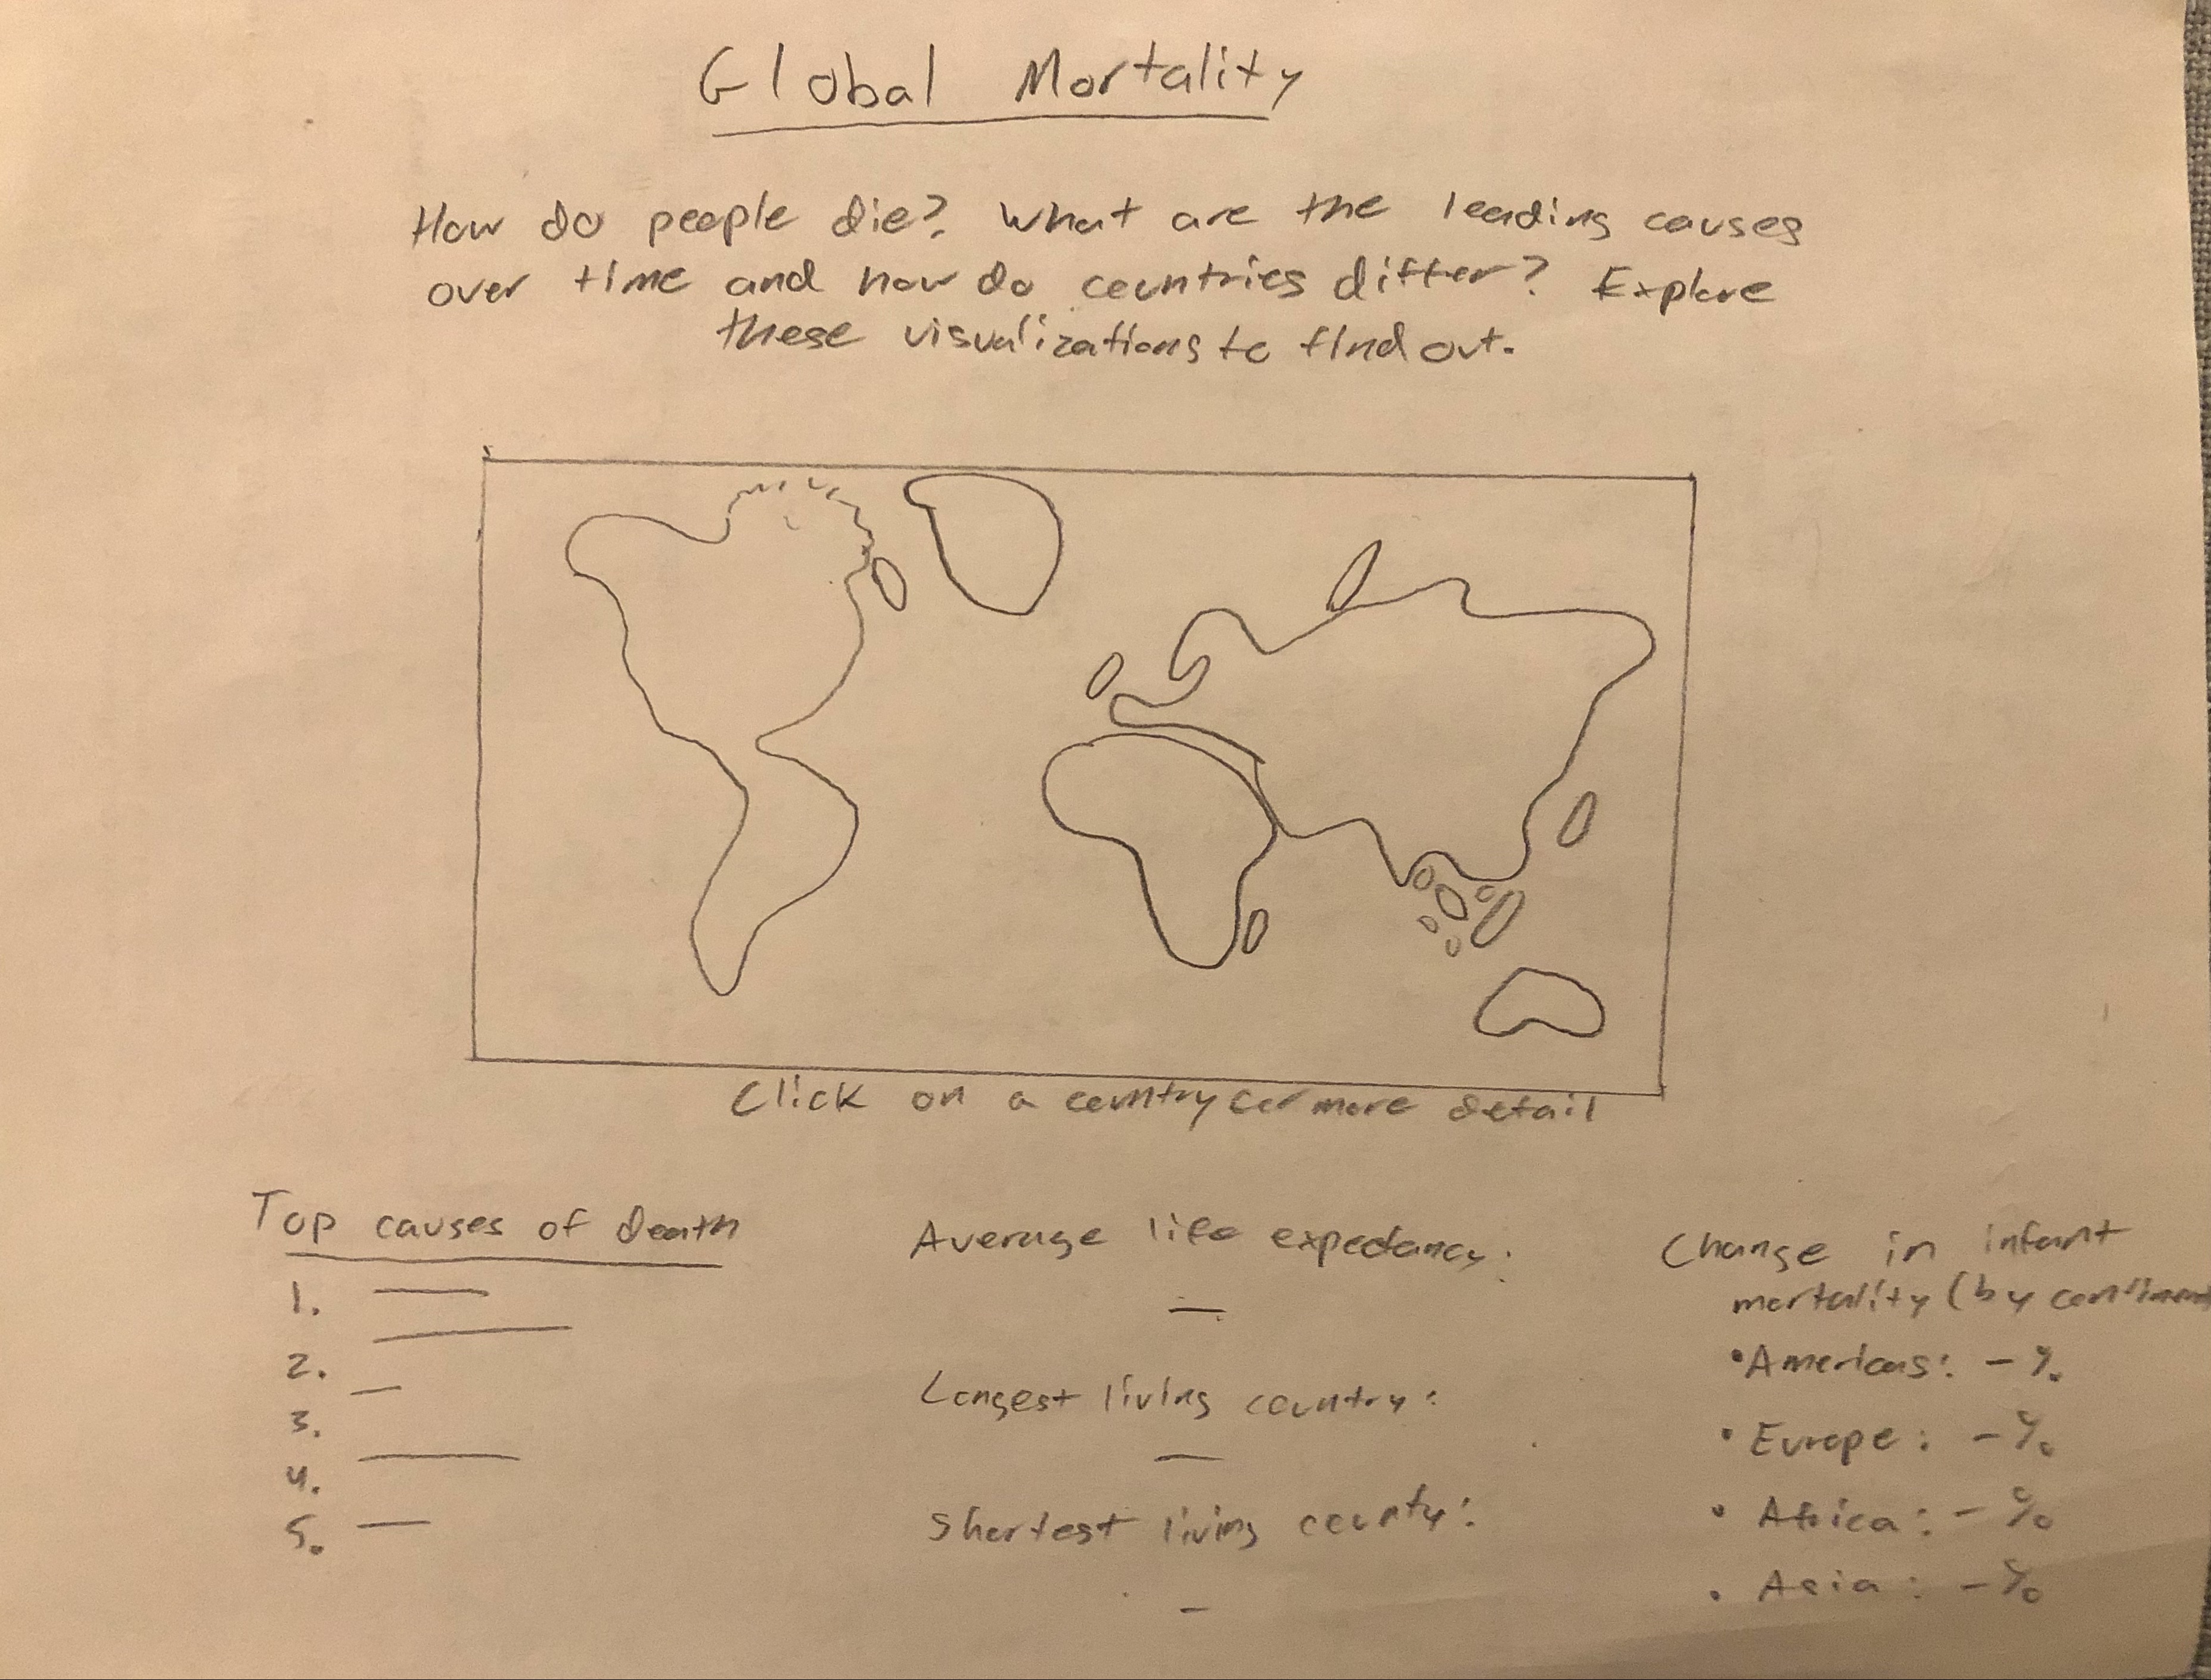 Global Mortality
How do people die? What are the leading causes
over time and how do countries differ? Explore
these visualizations to find out.
Click on a country for more detail
Top causes of death
1.
2.
3.
4.
5.
Average life expectancy:
Longest living country:
Shortest living county:
Change in infant
mortality (by continent
• Americas: - %
• Europe: - %
• Africa: - %
• Asia: - %